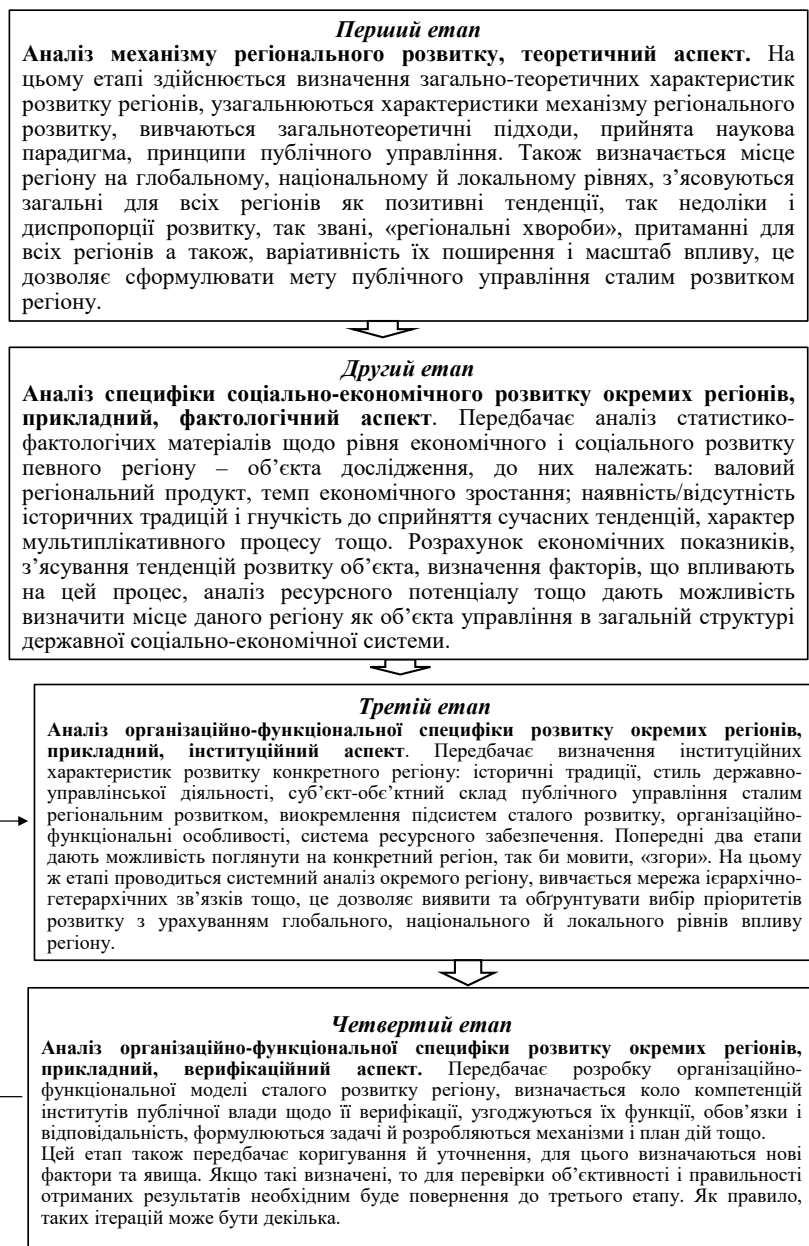 Перший етап
Аналіз механізму регіонального розвитку, теоретичний аспект. На
цьому етапі здійснюється визначення загально-теоретичних характеристик
розвитку регіонів, узагальнюються характеристики механізму регіонального
розвитку, вивчаються загальнотеоретичні підходи, прийнята наукова
парадигма, принципи публічного управління. Також визначається місце
регіону на глобальному, національному й локальному рівнях, з’ясовуються
загальні для всіх регіонів як позитивні тенденції, так недоліки і
диспропорції розвитку, так звані, «регіональні хвороби», притаманні для
всіх регіонів а також, варіативність їх поширення і масштаб впливу, це
дозволяє сформулювати мету публічного управління сталим розвитком
регіону.
Другий етап
Аналіз специфіки соціально-економічного розвитку окремих регіонів,
прикладний, фактологічний аспект. Передбачає аналіз статистико-
фактологічих матеріалів щодо рівня економічного і соціального розвитку
певного регіону – об’єкта дослідження, до них належать: валовий
регіональний продукт, темп економічного зростання; наявність/відсутність
історичних традицій і гнучкість до сприйняття сучасних тенденцій, характер
мультиплікативного процесу тощо. Розрахунок економічних показників,
з’ясування тенденцій розвитку об’єкта, визначення факторів, що впливають
на цей процес, аналіз ресурсного потенціалу тощо дають можливість
визначити місце даного регіону як об’єкта управління в загальній структурі
державної соціально-економічної системи.
Третій етап
Аналіз організаційно-функціональної специфіки розвитку окремих регіонів,
прикладний, інституційний аспект. Передбачає визначення інституційних
характеристик розвитку конкретного регіону: історичні традиції, стиль державно-
управлінської діяльності, суб’єкт-обє’ктний склад публічного управління сталим
регіональним розвитком, виокремлення підсистем сталого розвитку, організаційно-
функціональні особливості, система ресурсного забезпечення. Попередні два етапи
дають можливість поглянути на конкретний регіон, так би мовити, «згори». На цьому
ж етапі проводиться системний аналіз окремого регіону, вивчається мережа ієрархічно-
гетерархічних зв’язків тощо, це дозволяє виявити та обґрунтувати вибір пріоритетів
розвитку з урахуванням глобального, національного й локального рівнів впливу
регіону.
Четвертий етап
Аналіз організаційно-функціональної специфіки розвитку окремих регіонів,
прикладний, верифікаційний аспект. Передбачає розробку організаційно-
функціональної моделі сталого розвитку регіону, визначається коло компетенцій
інститутів публічної влади щодо її верифікації, узгоджуються їх функції, обов’язки і
відповідальність, формулюються задачі й розробляються механізми і план дій тощо.
Цей етап також передбачає коригування й уточнення, для цього визначаються нові
фактори та явища. Якщо такі визначені, то для перевірки об’єктивності і правильності
отриманих результатів необхідним буде повернення до третього етапу. Як правило,
таких ітерацій може бути декілька.